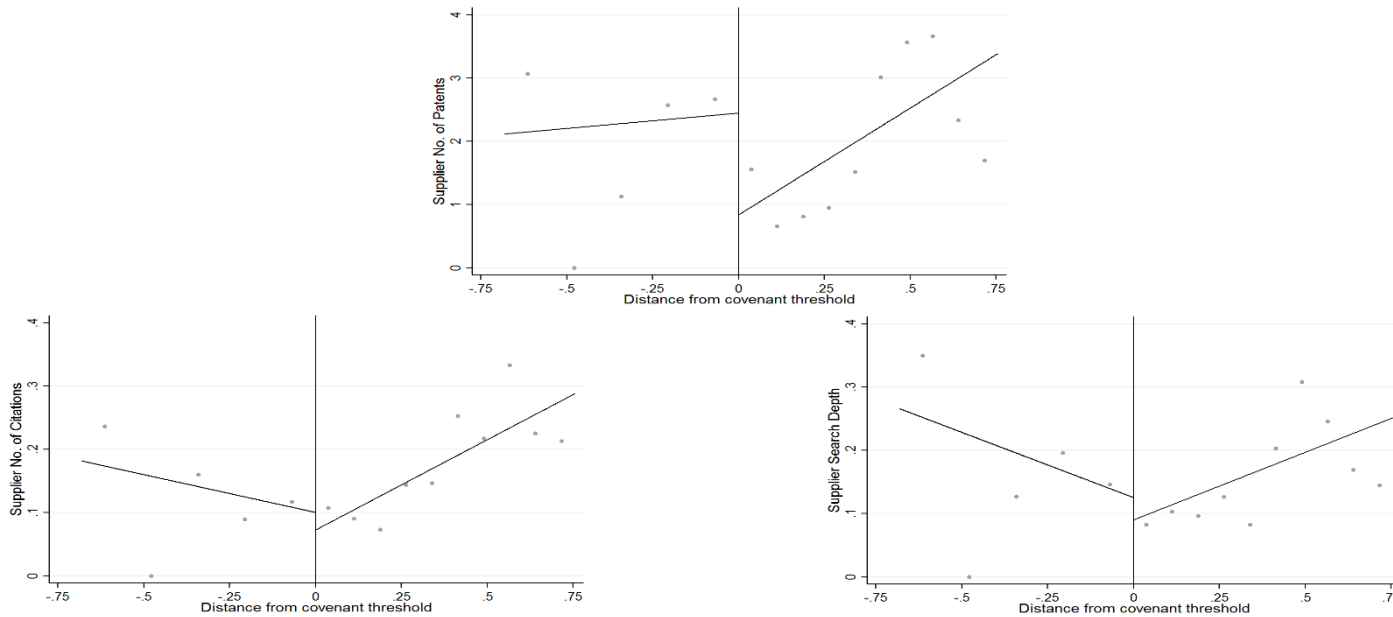 Supplier No. of Patents
4
3
2
1
0
-.75 -.5 -.25 0 .25 .5 .75
Distance from covenant threshold
Supplier No. of Citations
.4
.3
.2
.1
0
-.75 -.5 -.25 0 .25 .5 .75
Distance from covenant threshold
Supplier Search Depth
.4
.3
.2
.1
0
-.75 -.5 -.25 0 .25 .5 .7
Distance from covenant threshold